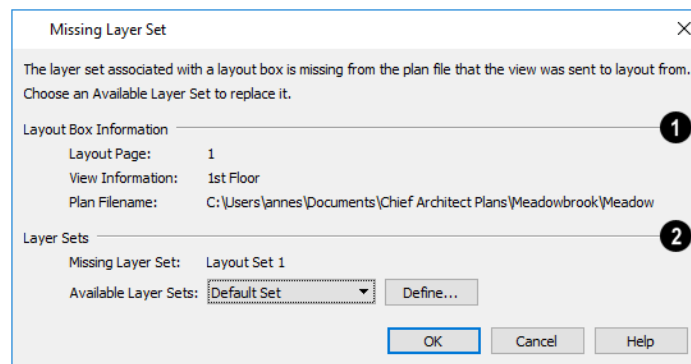 Missing Layer Set
The layer set associated with a layout box is missing from the plan file that the view was sent to layout from.
Choose an Available Layer Set to replace it.
Layout Box Information 1
Layout Page: 1
View Information: 1st Floor
Plan Filename: C:\Users\annes\Documents\Chief Architect Plans\Meadowbrook\Meadow
Layer Sets 2
Missing Layer Set: Layout Set 1
Available Layer Sets: Default Set Define...
OK Cancel Help